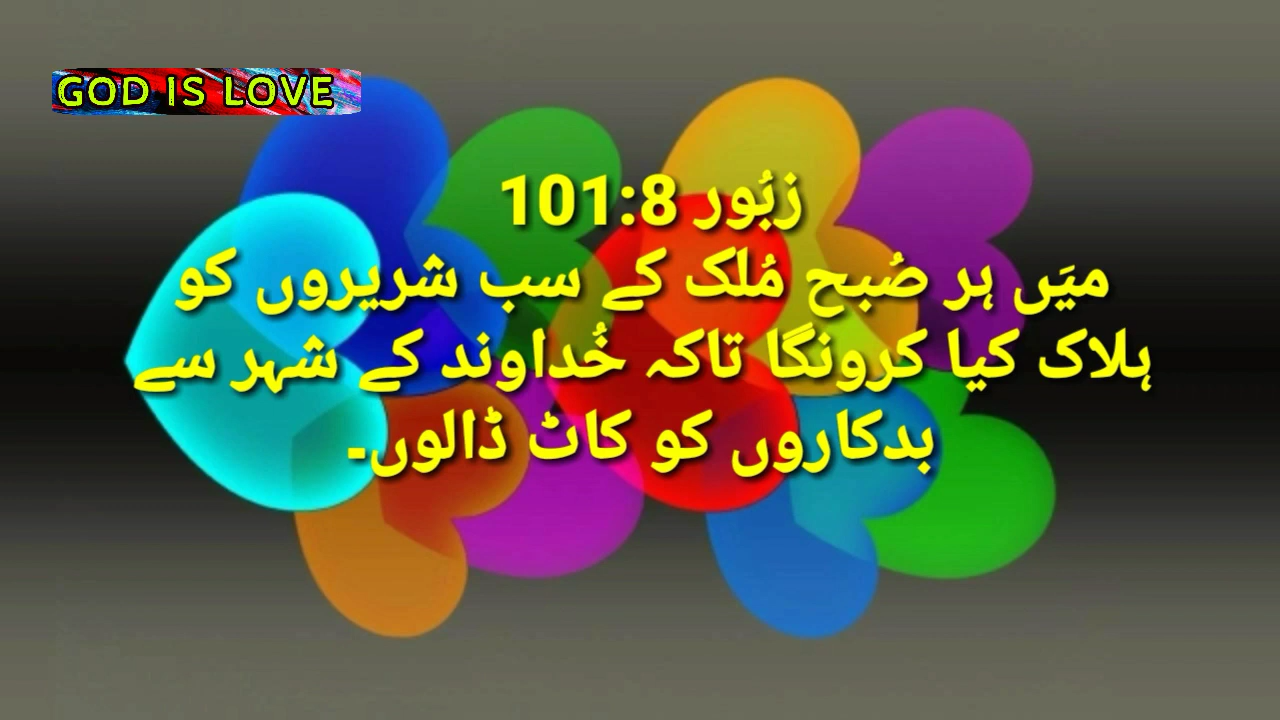 GOD IS LOVE
زبُور 101:8
میَں ہر صُبح مُلک کے سب شریروں کو
ہلاک کیا کرونگا تاکہ خُداوند کے شہر سے
بدکاروں کو کاٹ ڈالوں۔